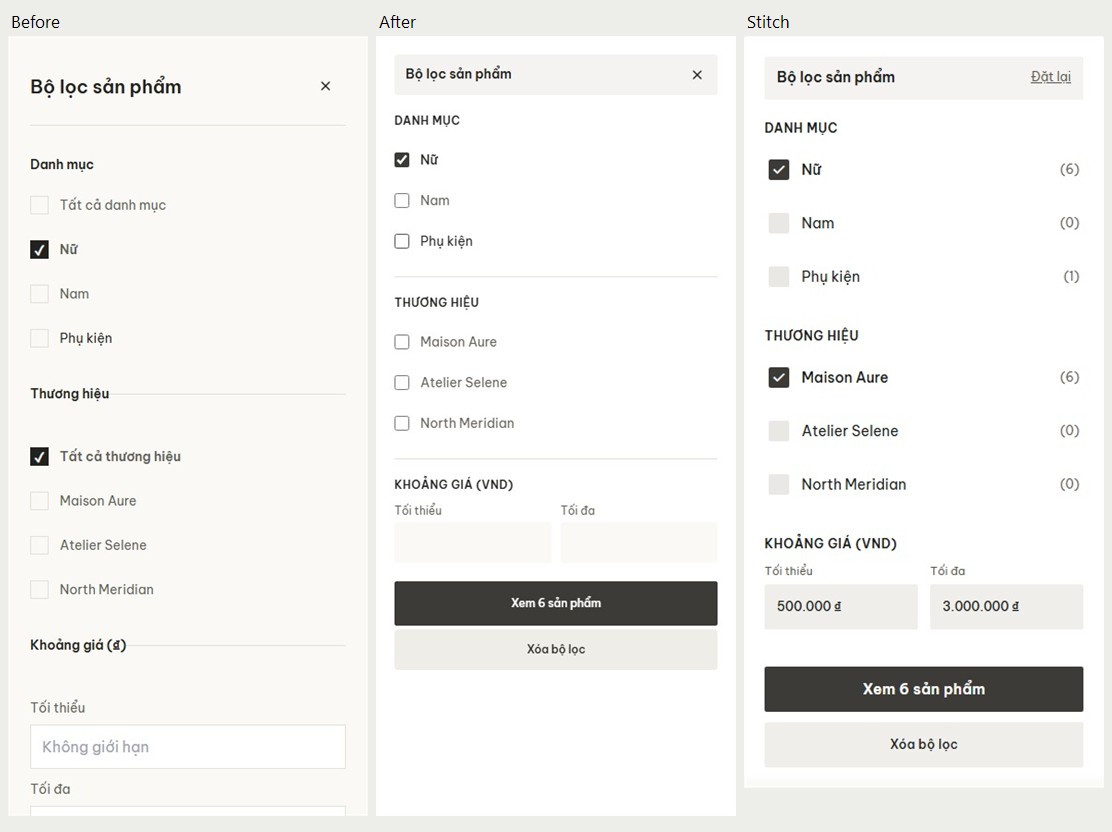 Before
Bộ lọc sản phẩm
Danh mục
Tất cả danh mục
Nữ
Nam
Phụ kiện
Thương hiệu
Tất cả thương hiệu
Maison Aure
Atelier Selene
North Meridian
Khoảng giá (₫)
Tối thiểu
Không giới hạn
Tối đa
After
Bộ lọc sản phẩm
DANH MỤC
Nữ
Nam
Phụ kiện
THƯƠNG HIỆU
Maison Aure
Atelier Selene
North Meridian
KHOẢNG GIÁ (VND)
Tối thiểu Tối đa
Xem 6 sản phẩm
Xóa bộ lọc
Stitch
Bộ lọc sản phẩm Đặt lại
DANH MỤC
Nữ (6)
Nam (0)
Phụ kiện (1)
THƯƠNG HIỆU
Maison Aure (6)
Atelier Selene (0)
North Meridian (0)
KHOẢNG GIÁ (VND)
Tối thiểu Tối đa
500.000 ₫ 3.000.000 ₫
Xem 6 sản phẩm
Xóa bộ lọc